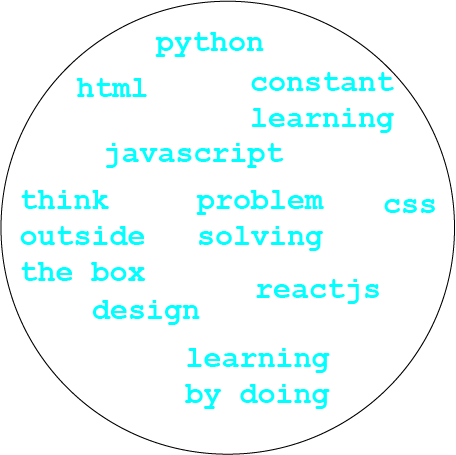 python
html
constant
learning
javascript
think
outside
the box
problem
solving
css
reactjs
design
learning
by doing